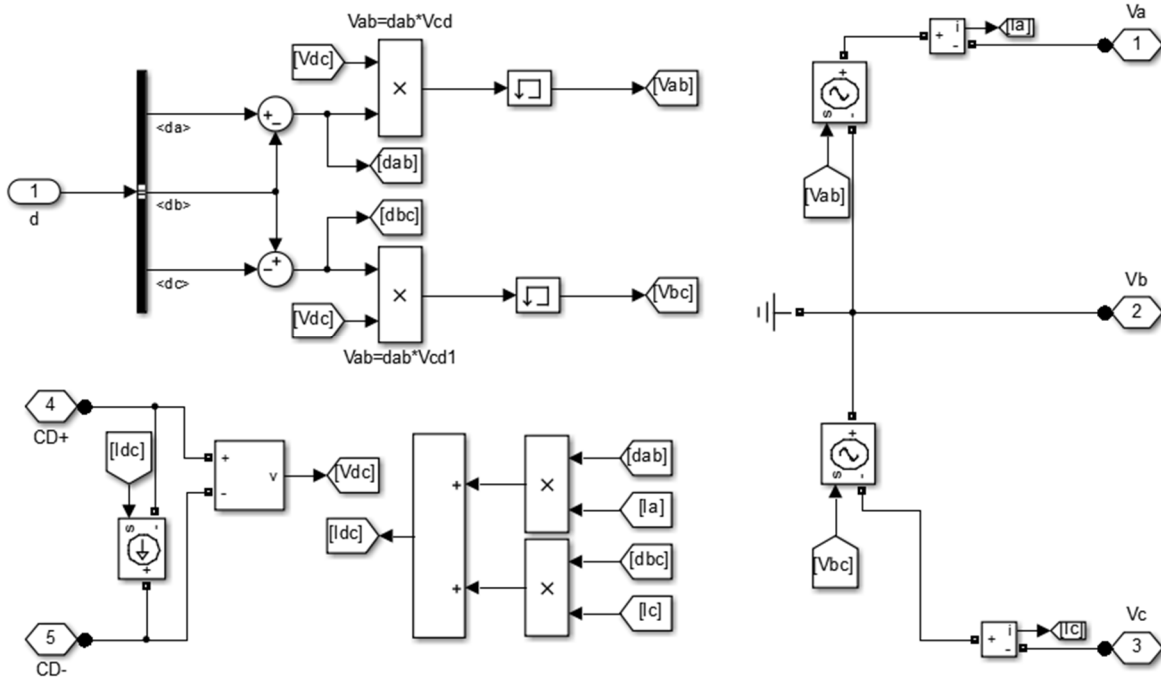 Vab=dab*Vcd
[Vdc]
×
[Vab]
<da>
+
-
[dab]
1
d
<db>
[dbc]
-
+
<dc>
×
[Vbc]
[Vdc]
Vab=dab*Vcd1
4
CD+
[Idc]
+
-
v
[Vdc]
s
-
+
5
CD-
[Idc]
+
+
×
[dab]
[Ia]
×
[dbc]
[Ic]
Va
+
i
-
[Ia]
1
+
s
-
[Vab]
Vb
2
+
s
-
[Vbc]
Vc
+
i
-
[Ic]
3